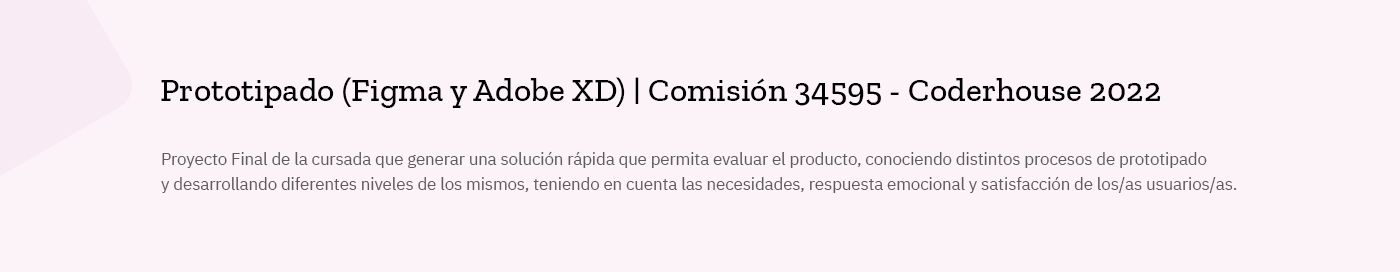 Prototipado (Figma y Adobe XD) | Comisión 34595 - Coderhouse 2022
Proyecto Final de la cursada que generar una solución rápida que permita evaluar el producto, conociendo distintos procesos de prototipado
y desarrollando diferentes niveles de los mismos, teniendo en cuenta las necesidades, respuesta emocional y satisfacción de los/as usuarios/as.